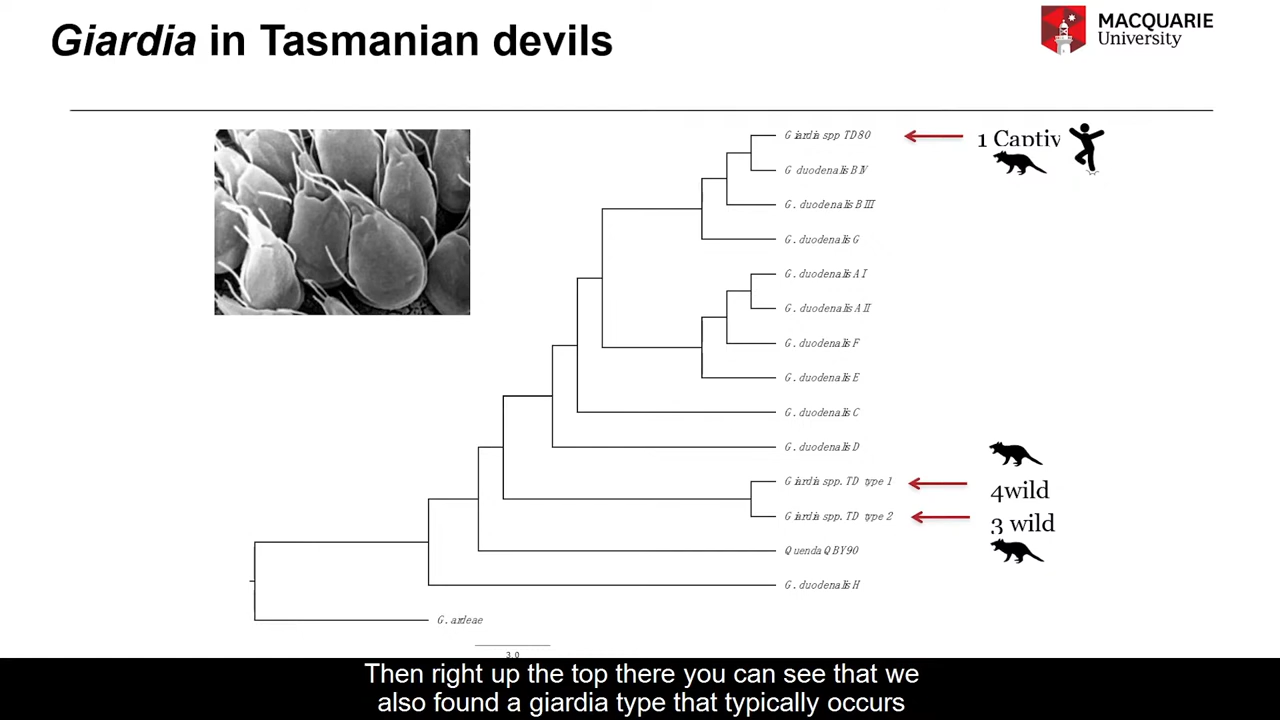 Giardia in Tasmanian devils
MACQUARIE
University
Giardia spp TD80
1 Captiv
G duodenalis BIV
G. duodenalis BIII
G. duodenalis G
G. duodenalis AI
G. duodenalis AII
G. duodenalis F
G. duodenalis E
G. duodenalis C
G. duodenalis D
Giardia spp. TD type 1
4wild
Giardia spp. TD type 2
3 wild
Quenda QBY90
G. duodenalis H
G. ardeae
3.0
Then right up the top there you can see that we
also found a giardia type that typically occurs